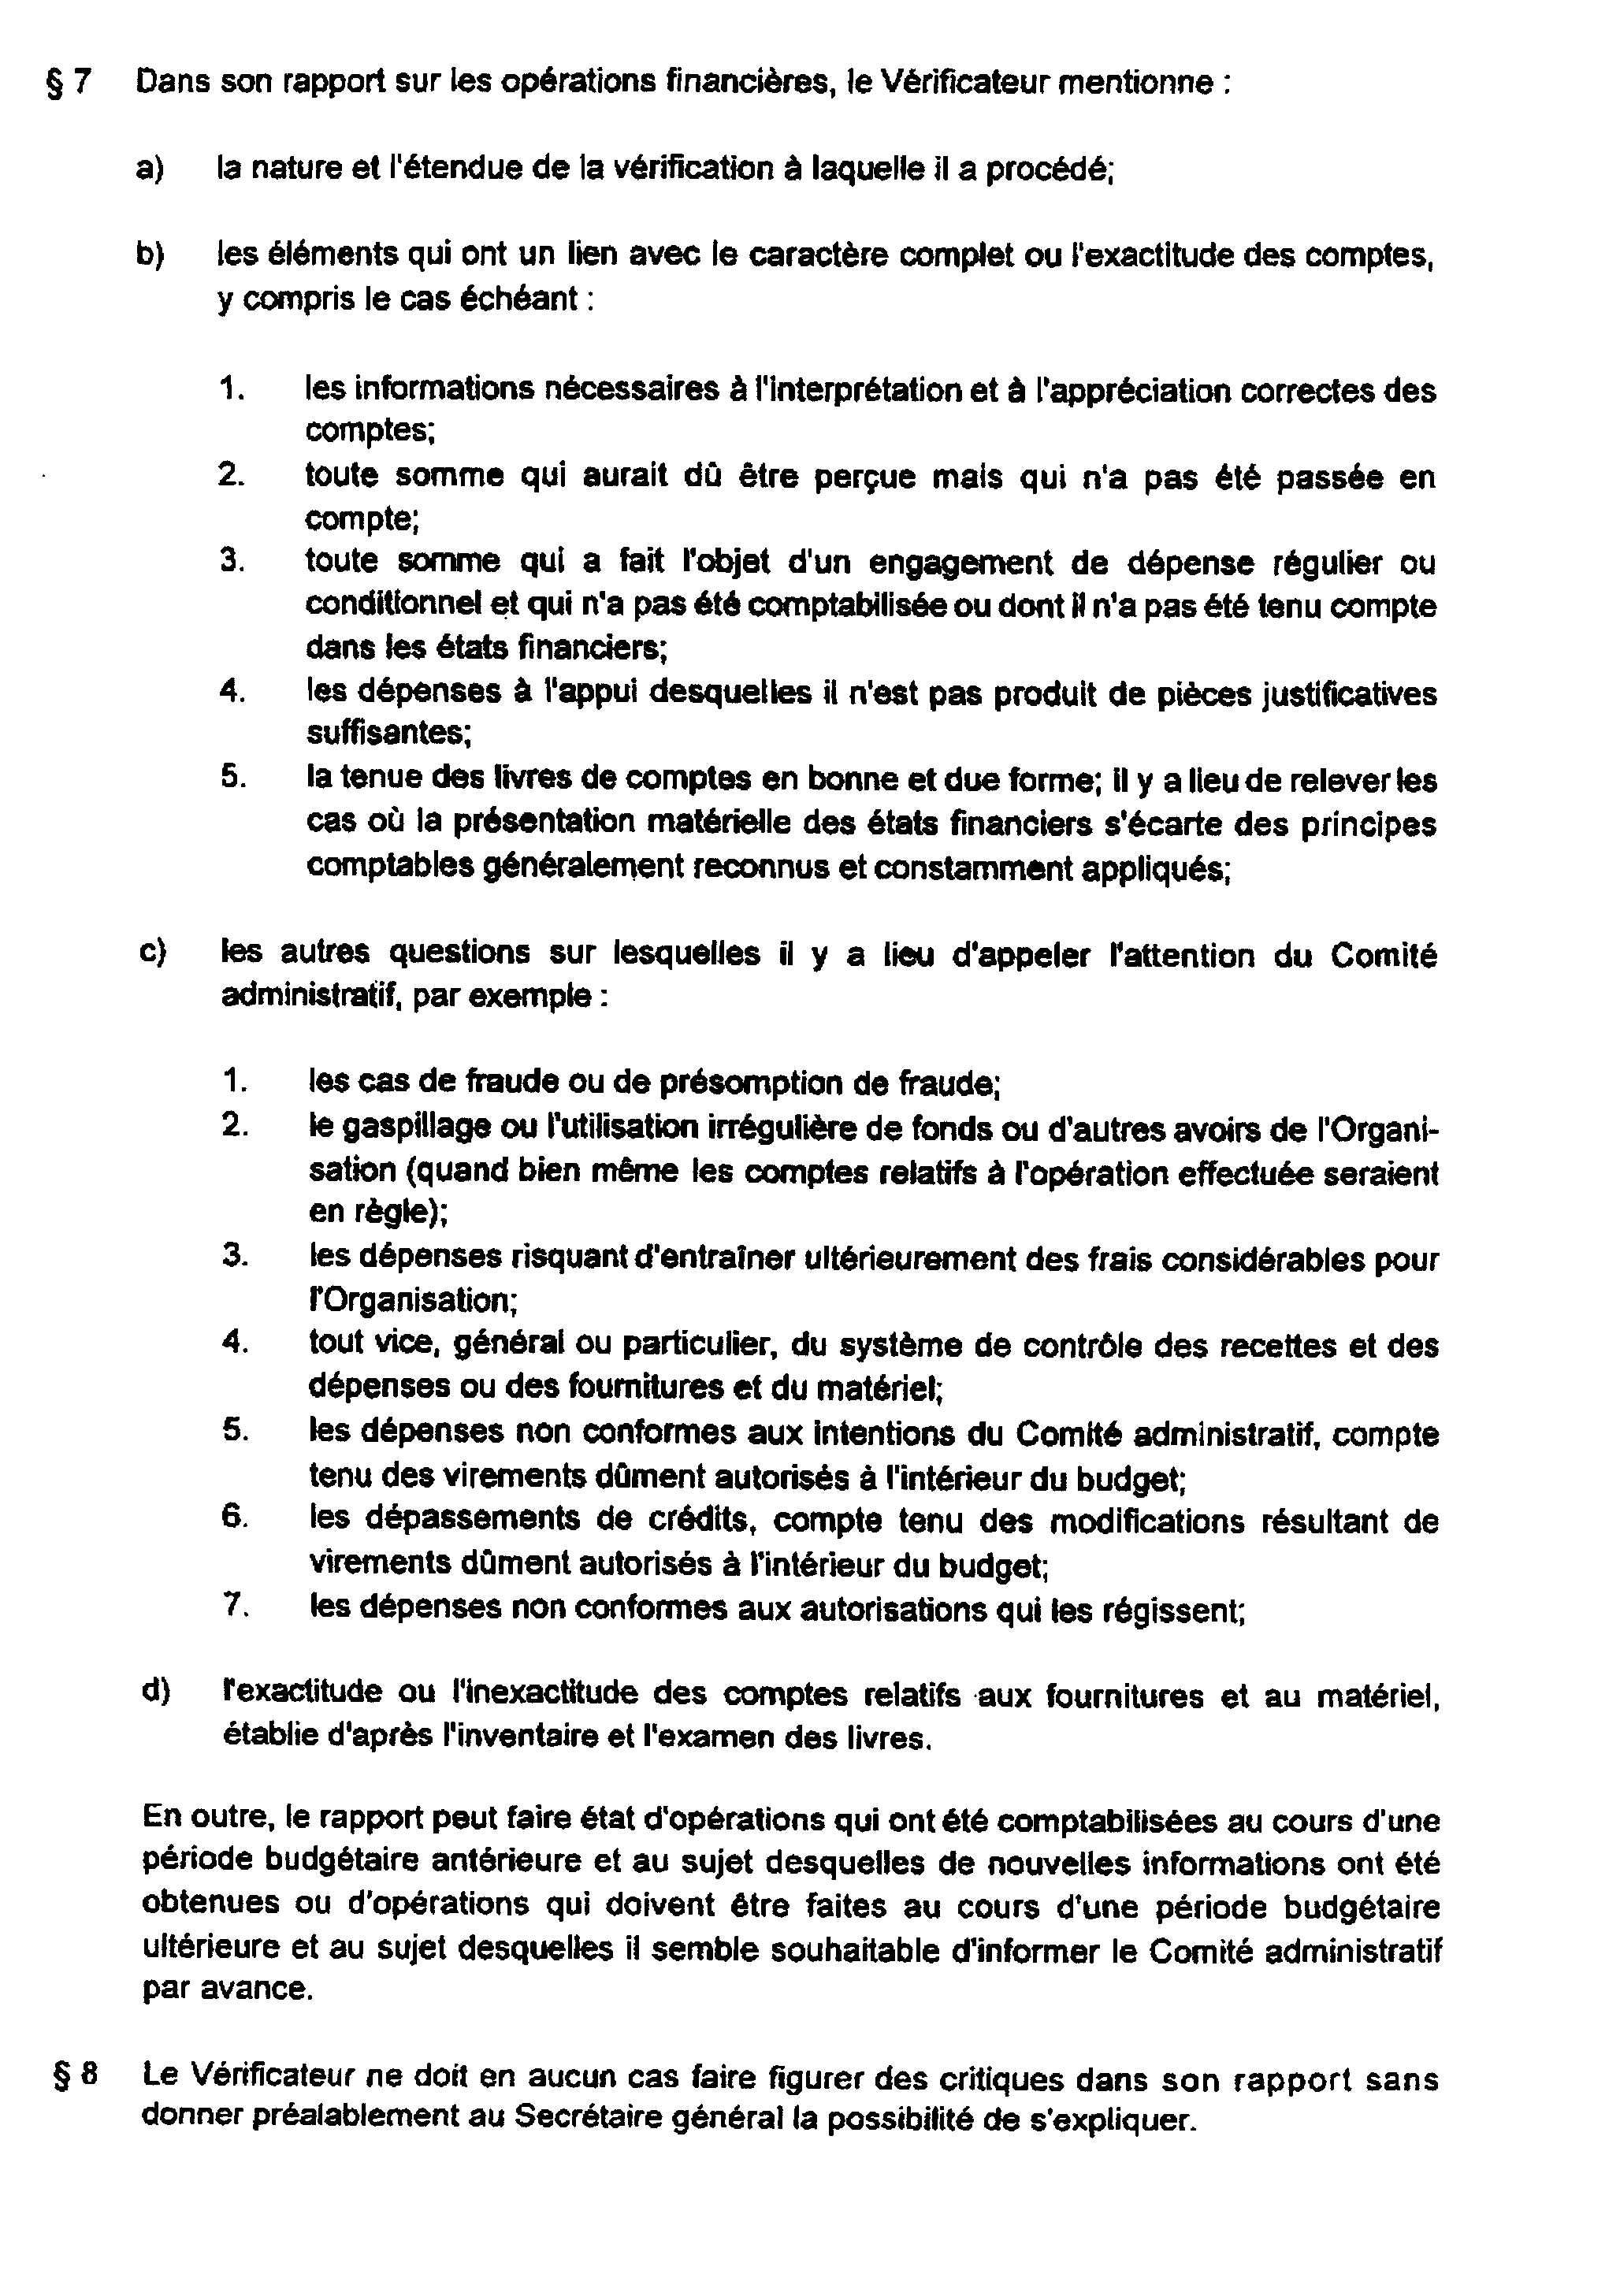 § 7 Dans son rapport sur les opérations financières, le Vérificateur mentionne :
a) la nature et l'étendue de la vérification à laquelle il a procédé;
b) les éléments qui ont un lien avec le caractère complet ou l'exactitude des comptes,
y compris le cas échéant :
1. les informations nécessaires à l'interprétation et à l'appréciation correctes des
comptes;
2. toute somme qui aurait dû être perçue mais qui n'a pas été passée en
compte;
3. toute somme qui a fait l'objet d'un engagement de dépense régulier ou
conditionnel et qui n'a pas été comptabilisée ou dont il n'a pas été tenu compte
dans les états financiers;
4. les dépenses à l'appui desquelles il n'est pas produit de pièces justificatives
suffisantes;
5. la tenue des livres de comptes en bonne et due forme; il y a lieu de relever les
cas où la présentation matérielle des états financiers s'écarte des principes
comptables généralement reconnus et constamment appliqués;
c) les autres questions sur lesquelles il y a lieu d'appeler l'attention du Comité
administratif, par exemple :
1. les cas de fraude ou de présomption de fraude;
2. le gaspillage ou l'utilisation irrégulière de fonds ou d'autres avoirs de l'Organi-
sation (quand bien même les comptes relatifs à l'opération effectuée seraient
en règle);
3. les dépenses risquant d'entraîner ultérieurement des frais considérables pour
l'Organisation;
4. tout vice, général ou particulier, du système de contrôle des recettes et des
dépenses ou des fournitures et du matériel;
5. les dépenses non conformes aux intentions du Comité administratif, compte
tenu des virements dûment autorisés à l'intérieur du budget;
6. les dépassements de crédits, compte tenu des modifications résultant de
virements dûment autorisés à l'intérieur du budget;
7. les dépenses non conformes aux autorisations qui les régissent;
d) l'exactitude ou l'inexactitude des comptes relatifs aux fournitures et au matériel,
établie d'après l'inventaire et l'examen des livres.
En outre, le rapport peut faire état d'opérations qui ont été comptabilisées au cours d'une
période budgétaire antérieure et au sujet desquelles de nouvelles informations ont été
obtenues ou d'opérations qui doivent être faites au cours d'une période budgétaire
ultérieure et au sujet desquelles il semble souhaitable d'informer le Comité administratif
par avance.
§ 8 Le Vérificateur ne doit en aucun cas faire figurer des critiques dans son rapport sans
donner préalablement au Secrétaire général la possibilité de s'expliquer.